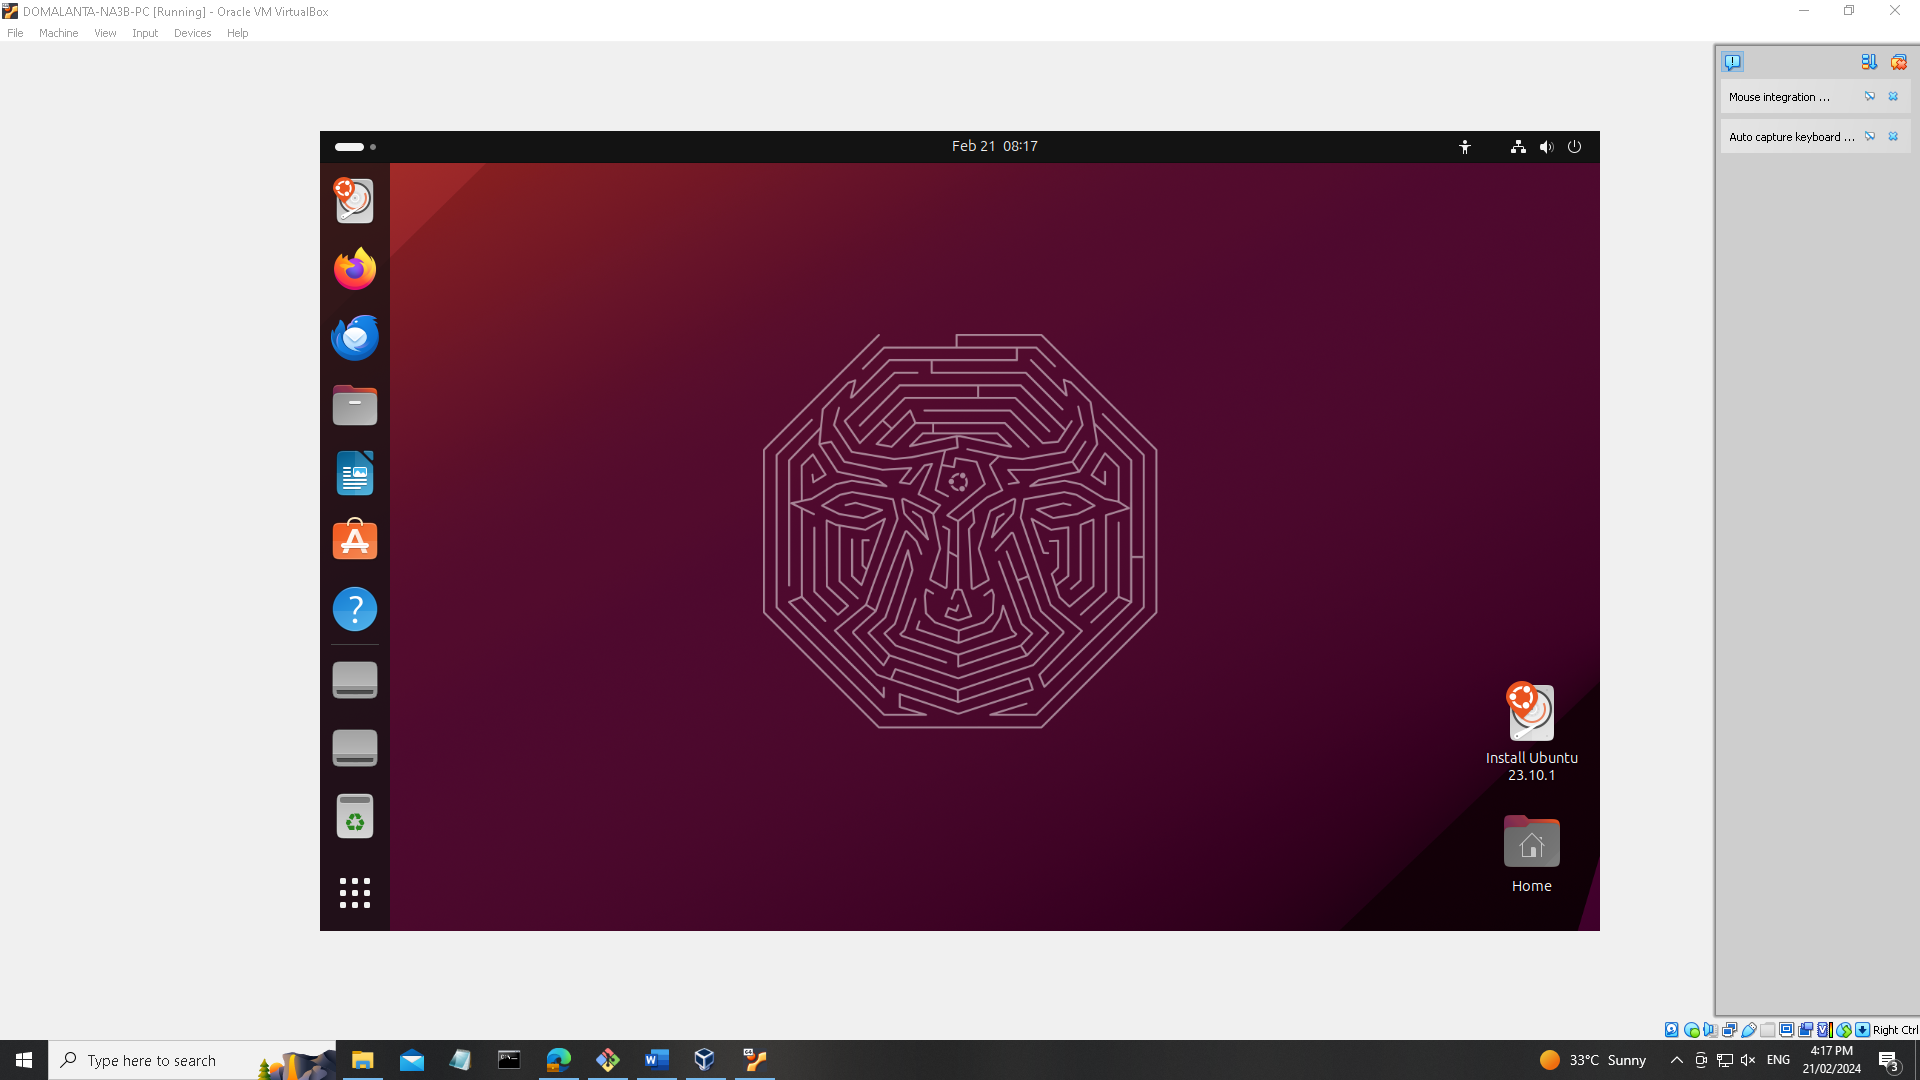 DOMALANTA-NA3B-PC [Running] - Oracle VM VirtualBox
File Machine View Input Devices Help
Mouse integration ...
Auto capture keyboard ...
Feb 21 08:17
Install Ubuntu
23.10.1
Home
Right Ctrl
Type here to search
33°C Sunny
ENG
4:17 PM
21/02/2024
3